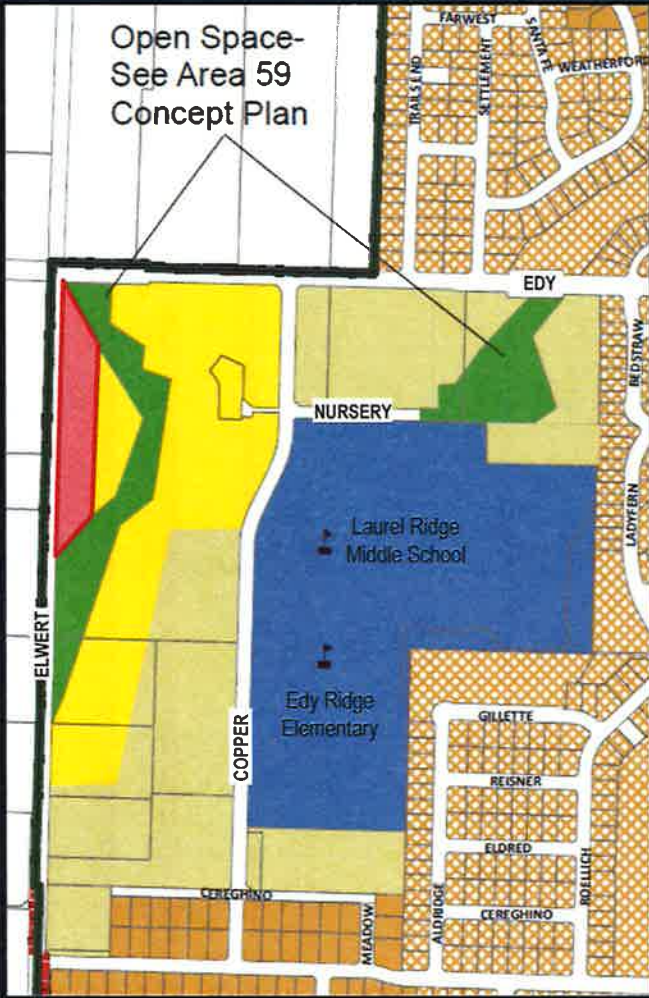 FARWEST
Open Space-
See Area 59
Concept Plan
TRAILS END
SETTLEMENT
SANTA FE
WEATHERFORD
EDY
BEDSTRAW
NURSERY
LADYFERN
Laurel Ridge
Middle School
ELWERT
Edy Ridge
Elementary
COPPER
GILLETTE
REISNER
ELDRED
ROELLICH
CEREGHINO
ALDRIDGE
CEREGHINO
MEADOW